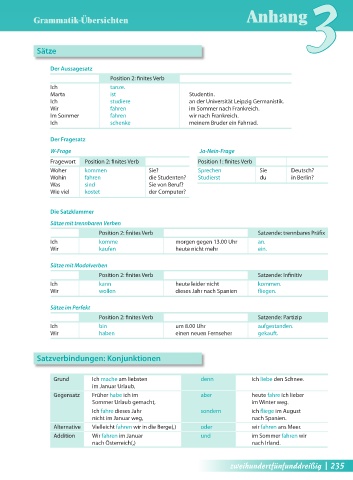 Grammatik-Übersichten
Anhang 3
Sätze
Der Aussagesatz
Position 2: finites Verb
Ich tanze.
Marta ist Studentin.
Ich studiere an der Universität Leipzig Germanistik.
Wir fahren im Sommer nach Frankreich.
Im Sommer fahren wir nach Frankreich.
Ich schenke meinem Bruder ein Fahrrad.
Der Fragesatz
W-Frage Ja-Nein-Frage
Fragewort Position 2: finites Verb Position 1: finites Verb
Woher kommen Sie? Sprechen Sie Deutsch?
Wohin fahren die Studenten? Studierst du in Berlin?
Was sind Sie von Beruf?
Wie viel kostet der Computer?
Die Satzklammer
Sätze mit trennbaren Verben
Position 2: finites Verb Satzende: trennbares Präfix
Ich komme morgen gegen 13.00 Uhr an.
Wir kaufen heute nicht mehr ein.
Sätze mit Modalverben
Position 2: finites Verb Satzende: Infinitiv
Ich kann heute leider nicht kommen.
Wir wollen dieses Jahr nach Spanien fliegen.
Sätze im Perfekt
Position 2: finites Verb Satzende: Partizip
Ich bin um 8.00 Uhr aufgestanden.
Wir haben einen neuen Fernseher gekauft.
Satzverbindungen: Konjunktionen
Grund Ich mache am liebsten denn ich liebe den Schnee.
im Januar Urlaub,
Gegensatz Früher habe ich im aber heute fahre ich lieber
Sommer Urlaub gemacht, im Winter weg.
Ich fahre dieses Jahr sondern ich fliege im August
nicht im Januar weg, nach Spanien.
Alternative Vielleicht fahren wir in die Berge(,) oder wir fahren ans Meer.
Addition Wir fahren im Januar und im Sommer fahren wir
nach Österreich(,) nach Irland.
zweihundertfünfunddreißig | 235